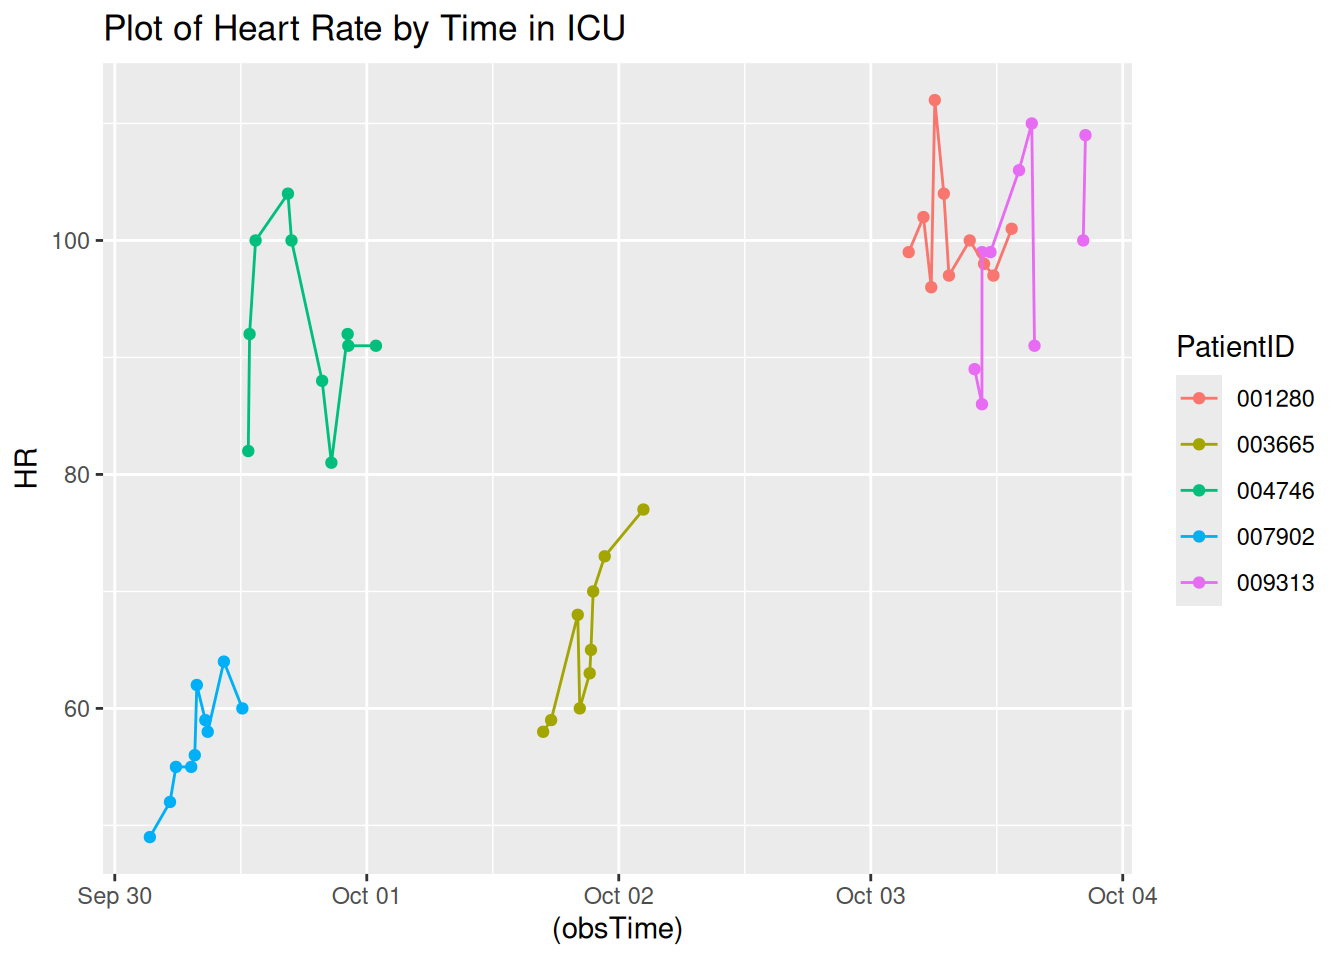 Plot of Heart Rate by Time in ICU
HR
100
80
60
Sep 30
Oct 01
Oct 02
Oct 03
Oct 04
(obsTime)
PatientID
001280
003665
004746
007902
009313